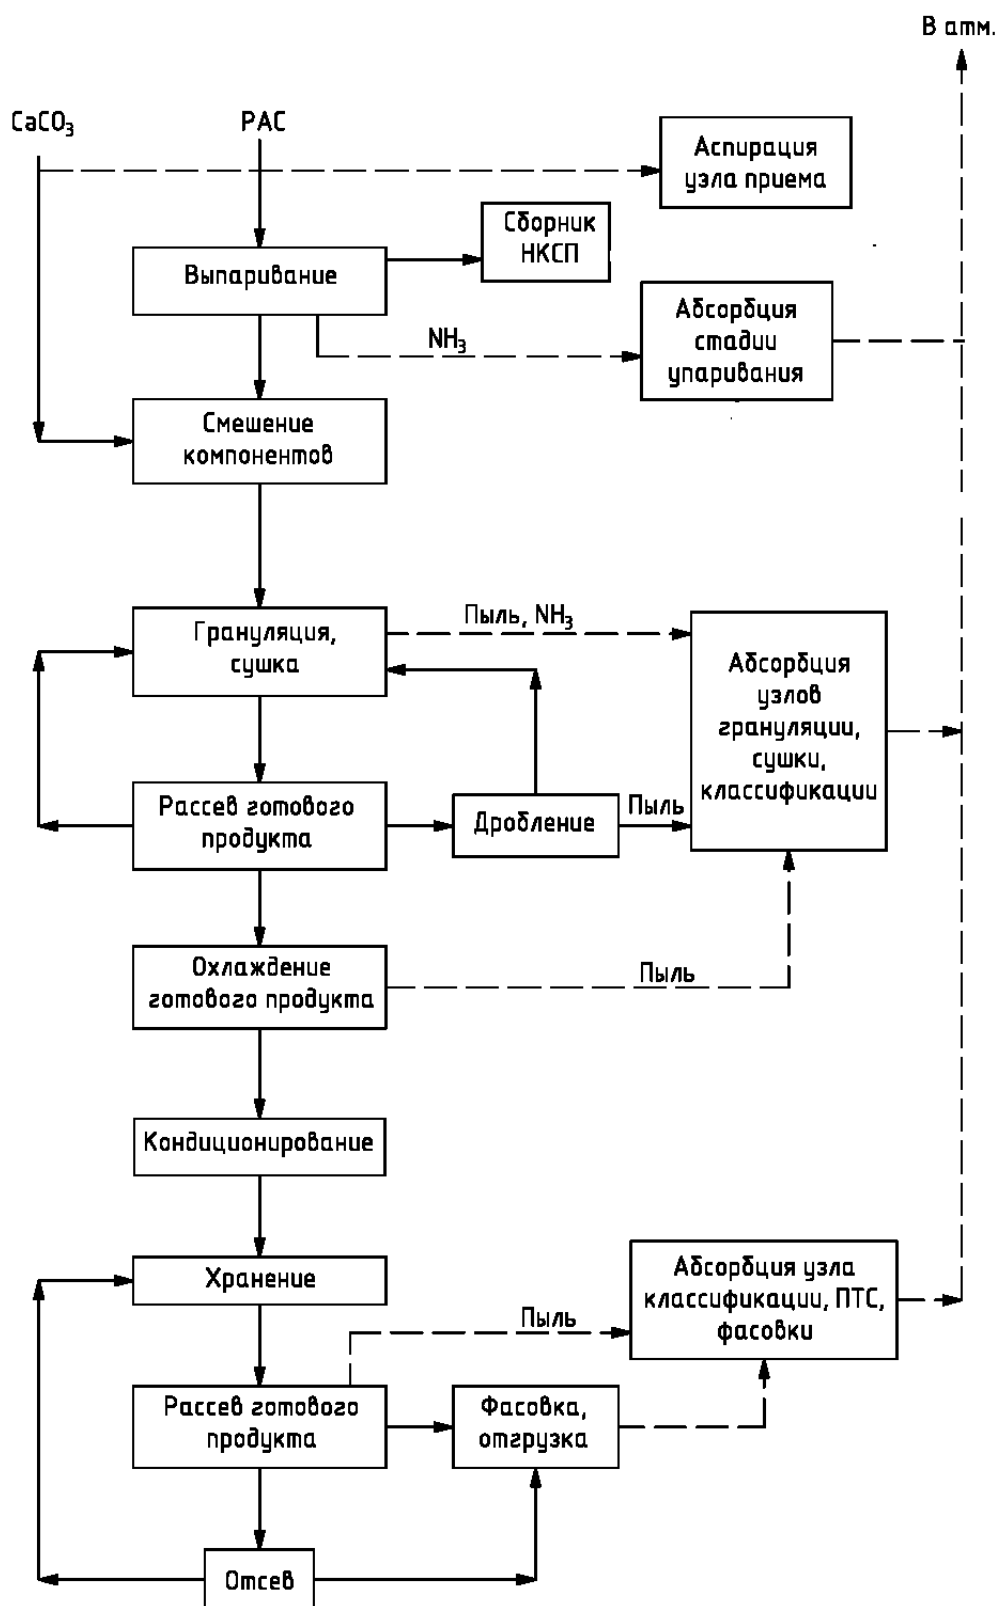 В атм.
CaCO₃
РАС
Аспирация
узла приема
Сборник
НКСП
Выпаривание
NH₃
Абсорбция
стадии
упаривания
Смешение
компонентов
Грануляция,
сушка
Пыль, NH₃
Абсорбция
узлов
грануляции,
сушки,
классификации
Рассев готового
продукта
Дробление
Пыль
Охлаждение
готового продукта
Пыль
Кондиционирование
Хранение
Абсорбция узла
классификации, ПТС,
фасовки
Пыль
Рассев готового
продукта
Фасовка,
отгрузка
Отсев